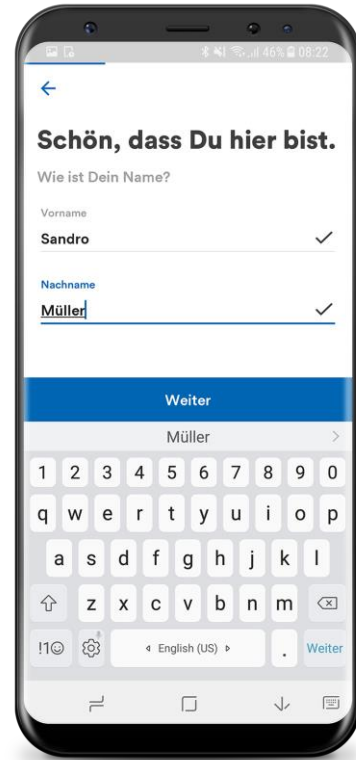 46% 08:22
Schön, dass Du hier bist.
Wie ist Dein Name?
Vorname
Sandro
Nachname
Müller
Weiter
Müller
1 2 3 4 5 6 7 8 9 0
q w e r t y u i o p
a s d f g h j k l
z x c v b n m
!1☺ English (US) . Weiter